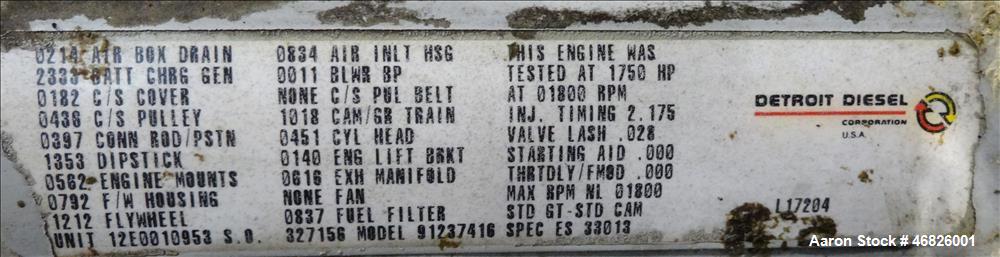 0214 AIR BOX DRAIN 0834 AIR INLT HSG THIS ENGINE WAS
2333 BATT CHRG GEN 0011 BLWR BP TESTED AT 1750 HP
0182 C/S COVER NONE C/S PUL BELT AT 01800 RPM
0436 C/S PULLEY 1018 CAM/GR TRAIN INJ. TIMING 2.175
0397 CONN ROD/PSTN 0451 CYL HEAD VALVE LASH .028
1353 DIPSTICK 0140 ENG LIFT BRKT STARTING AID .000
0562 ENGINE MOUNTS 0616 EXH MANIFOLD THRTDLY/FMOD .000
0792 F/W HOUSING NONE FAN MAX RPM NL 01800
1212 FLYWHEEL 0837 FUEL FILTER STD GT-STD CAM
UNIT 12E0010953 S.O. 327156 MODEL 91237416 SPEC ES 33013
DETROIT DIESEL
CORPORATION
U.S.A.
L17204
Aaron Stock # 46826001